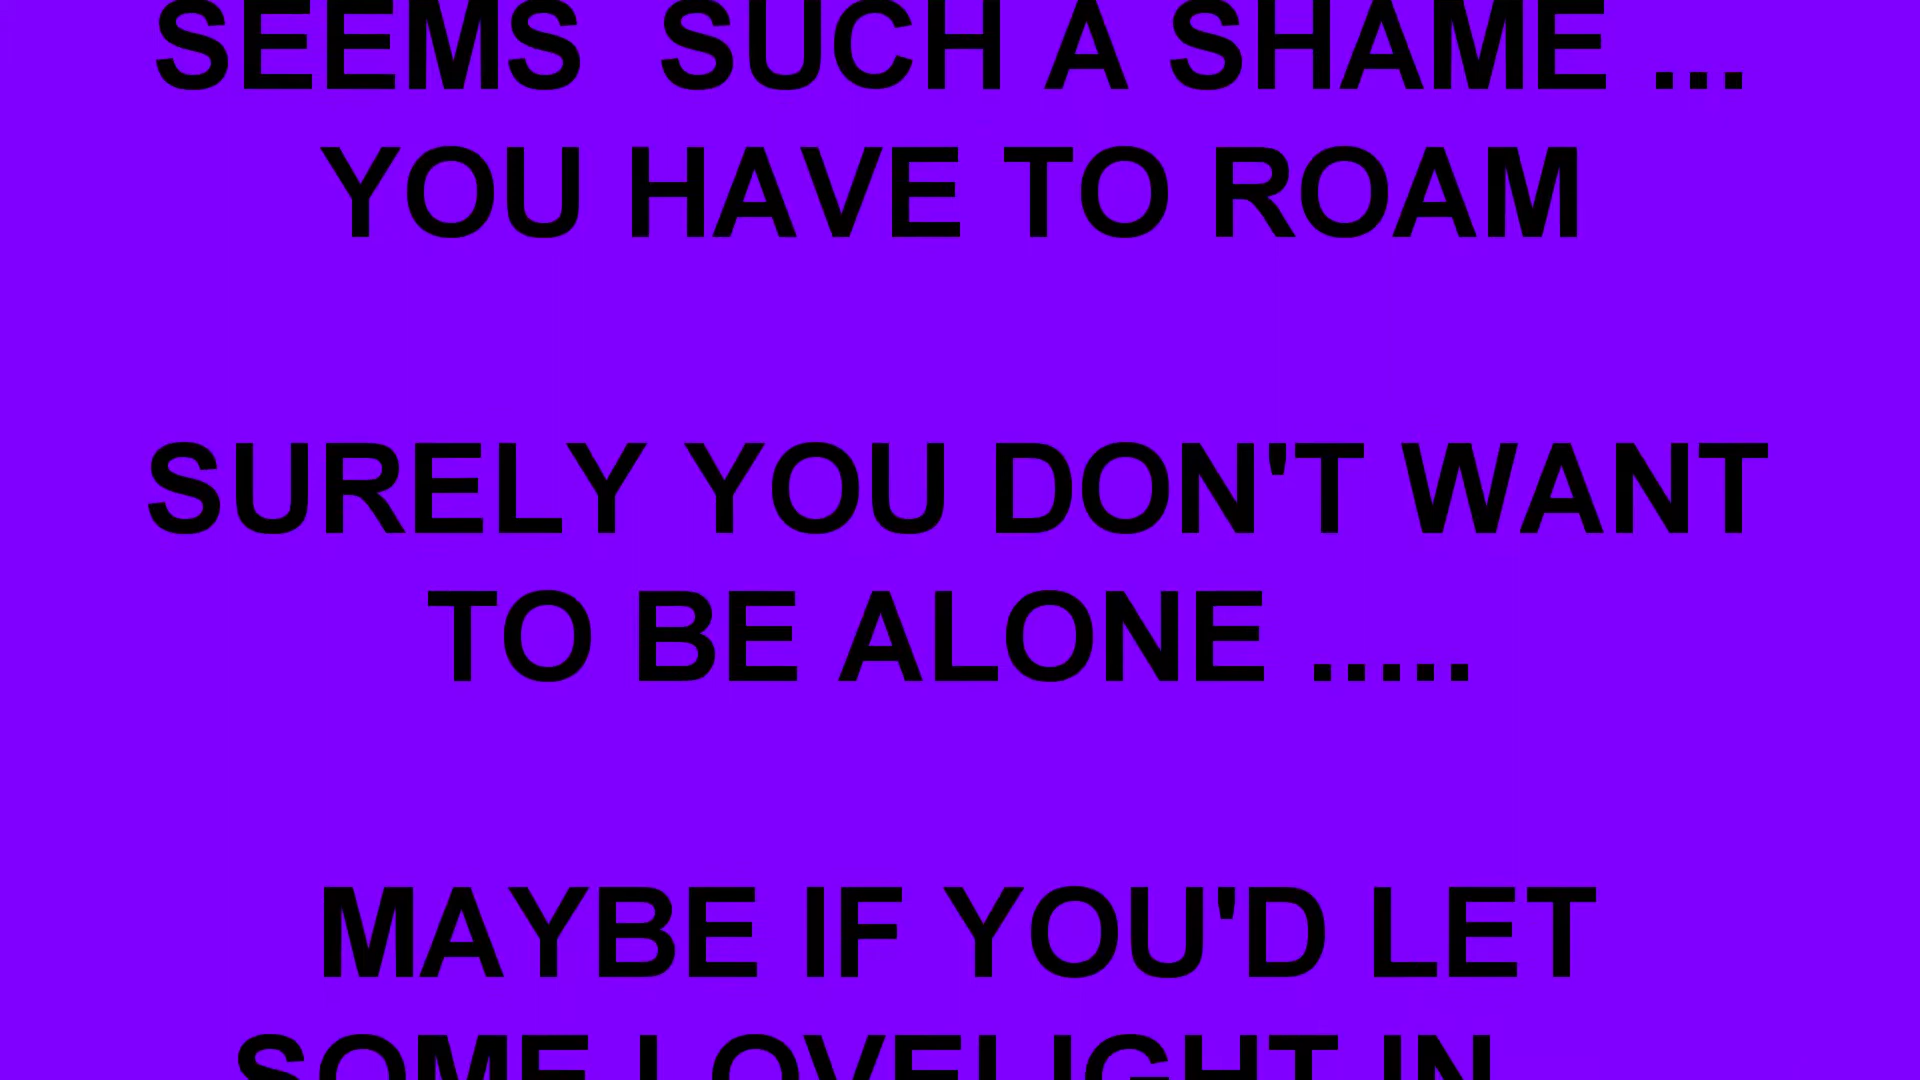 SEEMS  SUCH A SHAME ...
YOU HAVE TO ROAM
SURELY YOU DON'T WANT
TO BE ALONE .....
MAYBE IF YOU'D LET
SOME LOVELIGHT IN